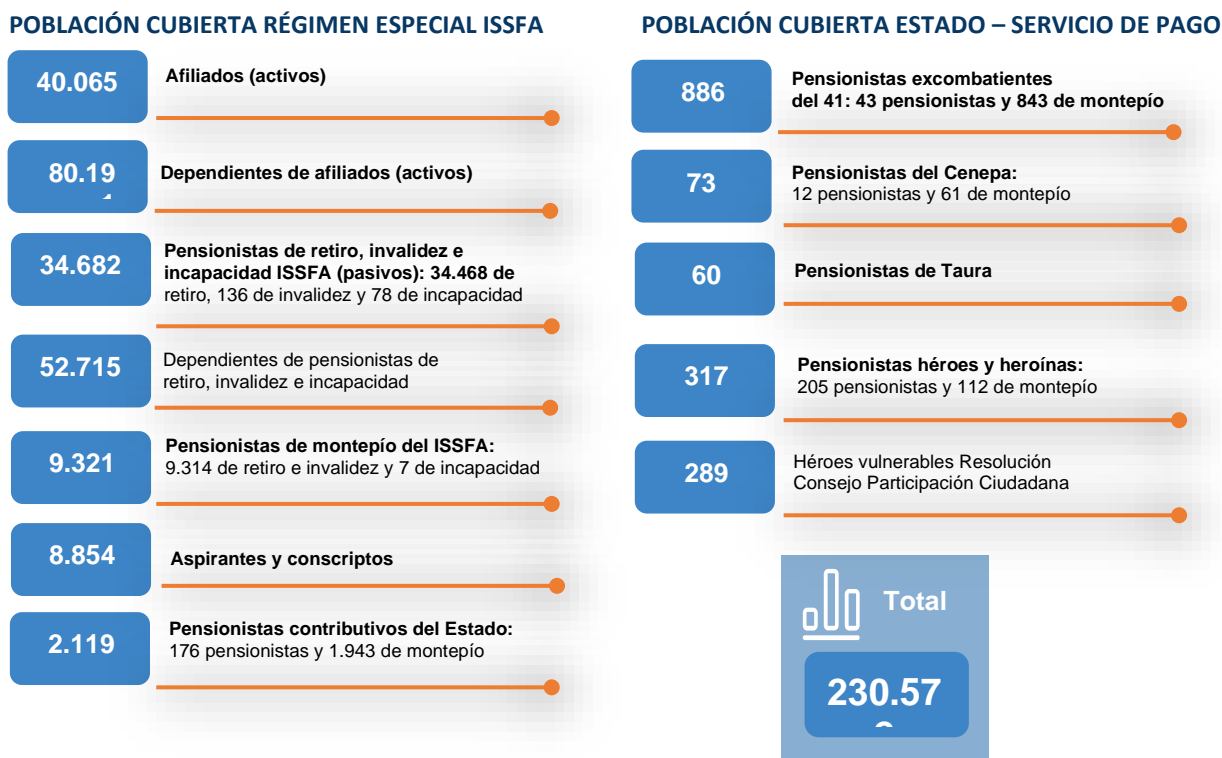 POBLACIÓN CUBIERTA RÉGIMEN ESPECIAL ISSFA
40.065
Afiliados (activos)
80.19
Dependientes de afiliados (activos)
34.682
Pensionistas de retiro, invalidez e
incapacidad ISSFA (pasivos): 34.468 de
retiro, 136 de invalidez y 78 de incapacidad
52.715
Dependientes de pensionistas de
retiro, invalidez e incapacidad
9.321
Pensionistas de montepío del ISSFA:
9.314 de retiro e invalidez y 7 de incapacidad
8.854
Aspirantes y conscriptos
2.119
Pensionistas contributivos del Estado:
176 pensionistas y 1.943 de montepío
POBLACIÓN CUBIERTA ESTADO – SERVICIO DE PAGO
886
Pensionistas excombatientes
del 41: 43 pensionistas y 843 de montepío
73
Pensionistas del Cenepa:
12 pensionistas y 61 de montepío
60
Pensionistas de Taura
317
Pensionistas héroes y heroínas:
205 pensionistas y 112 de montepío
289
Héroes vulnerables Resolución
Consejo Participación Ciudadana
Total
230.57